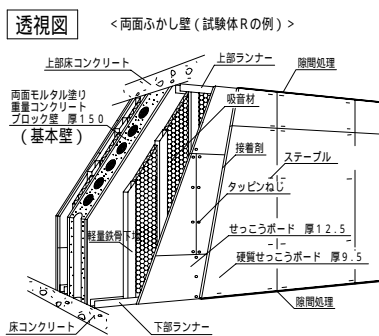 透視図
<両面ふかし壁(試験体Rの例)>
上部床コンクリート
上部ランナー
隙間処理
両面モルタル塗り
重量コンクリート
ブロック壁 厚150
(基本壁)
吸音材
接着剤
ステープル
タッピンねじ
軽量鉄骨下地
せっこうボード 厚12.5
硬質せっこうボード 厚9.5
隙間処理
床コンクリート
下部ランナー